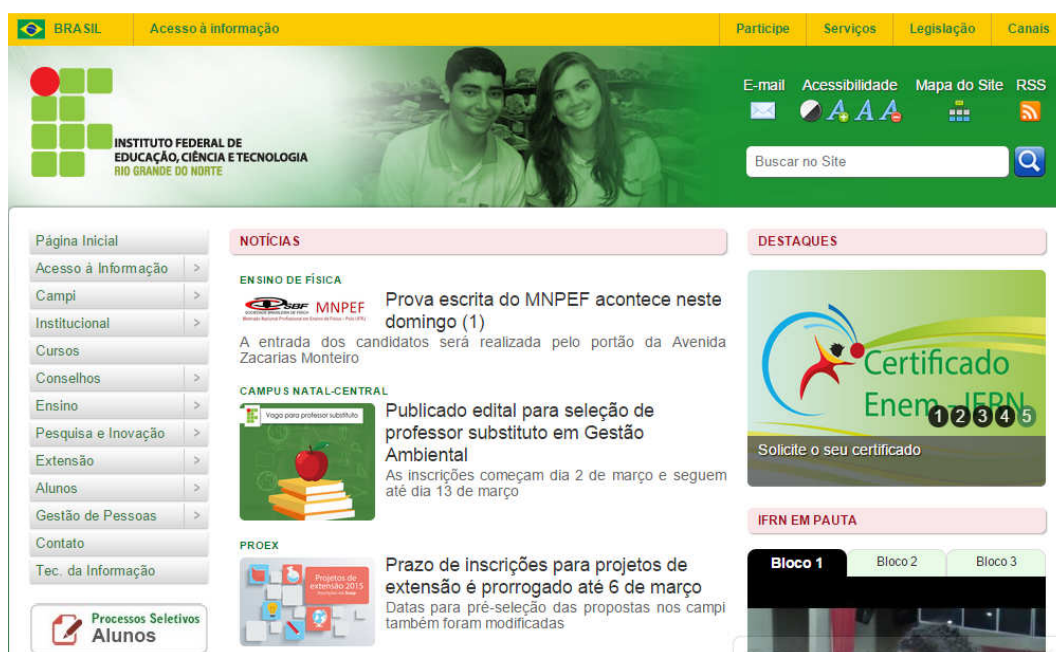 BRASIL Acesso à informação Participe Serviços Legislação Canais
E-mail Acessibilidade Mapa do Site RSS
A A A
INSTITUTO FEDERAL DE
EDUCAÇÃO, CIÊNCIA E TECNOLOGIA
RIO GRANDE DO NORTE
Buscar no Site
Página Inicial
Acesso à Informação >
Campi >
Institucional >
Cursos
Conselhos >
Ensino >
Pesquisa e Inovação >
Extensão >
Alunos >
Gestão de Pessoas >
Contato
Tec. da Informação
Processos Seletivos
Alunos
NOTÍCIAS
ENSINO DE FÍSICA
SBF MNPEF
Prova escrita do MNPEF acontece neste
domingo (1)
A entrada dos candidatos será realizada pelo portão da Avenida
Zacarias Monteiro
CAMPUS NATAL-CENTRAL
Vaga para professor substituto
Publicado edital para seleção de
professor substituto em Gestão
Ambiental
As inscrições começam dia 2 de março e seguem
até dia 13 de março
PROEX
Projetos de
extensão 2015
Prazo de inscrições para projetos de
extensão é prorrogado até 6 de março
Datas para pré-seleção das propostas nos campi
também foram modificadas
DESTAQUES
Certificado
Enem - IFRN
1 2 3 4 5
Solicite o seu certificado
IFRN EM PAUTA
Bloco 1 Bloco 2 Bloco 3